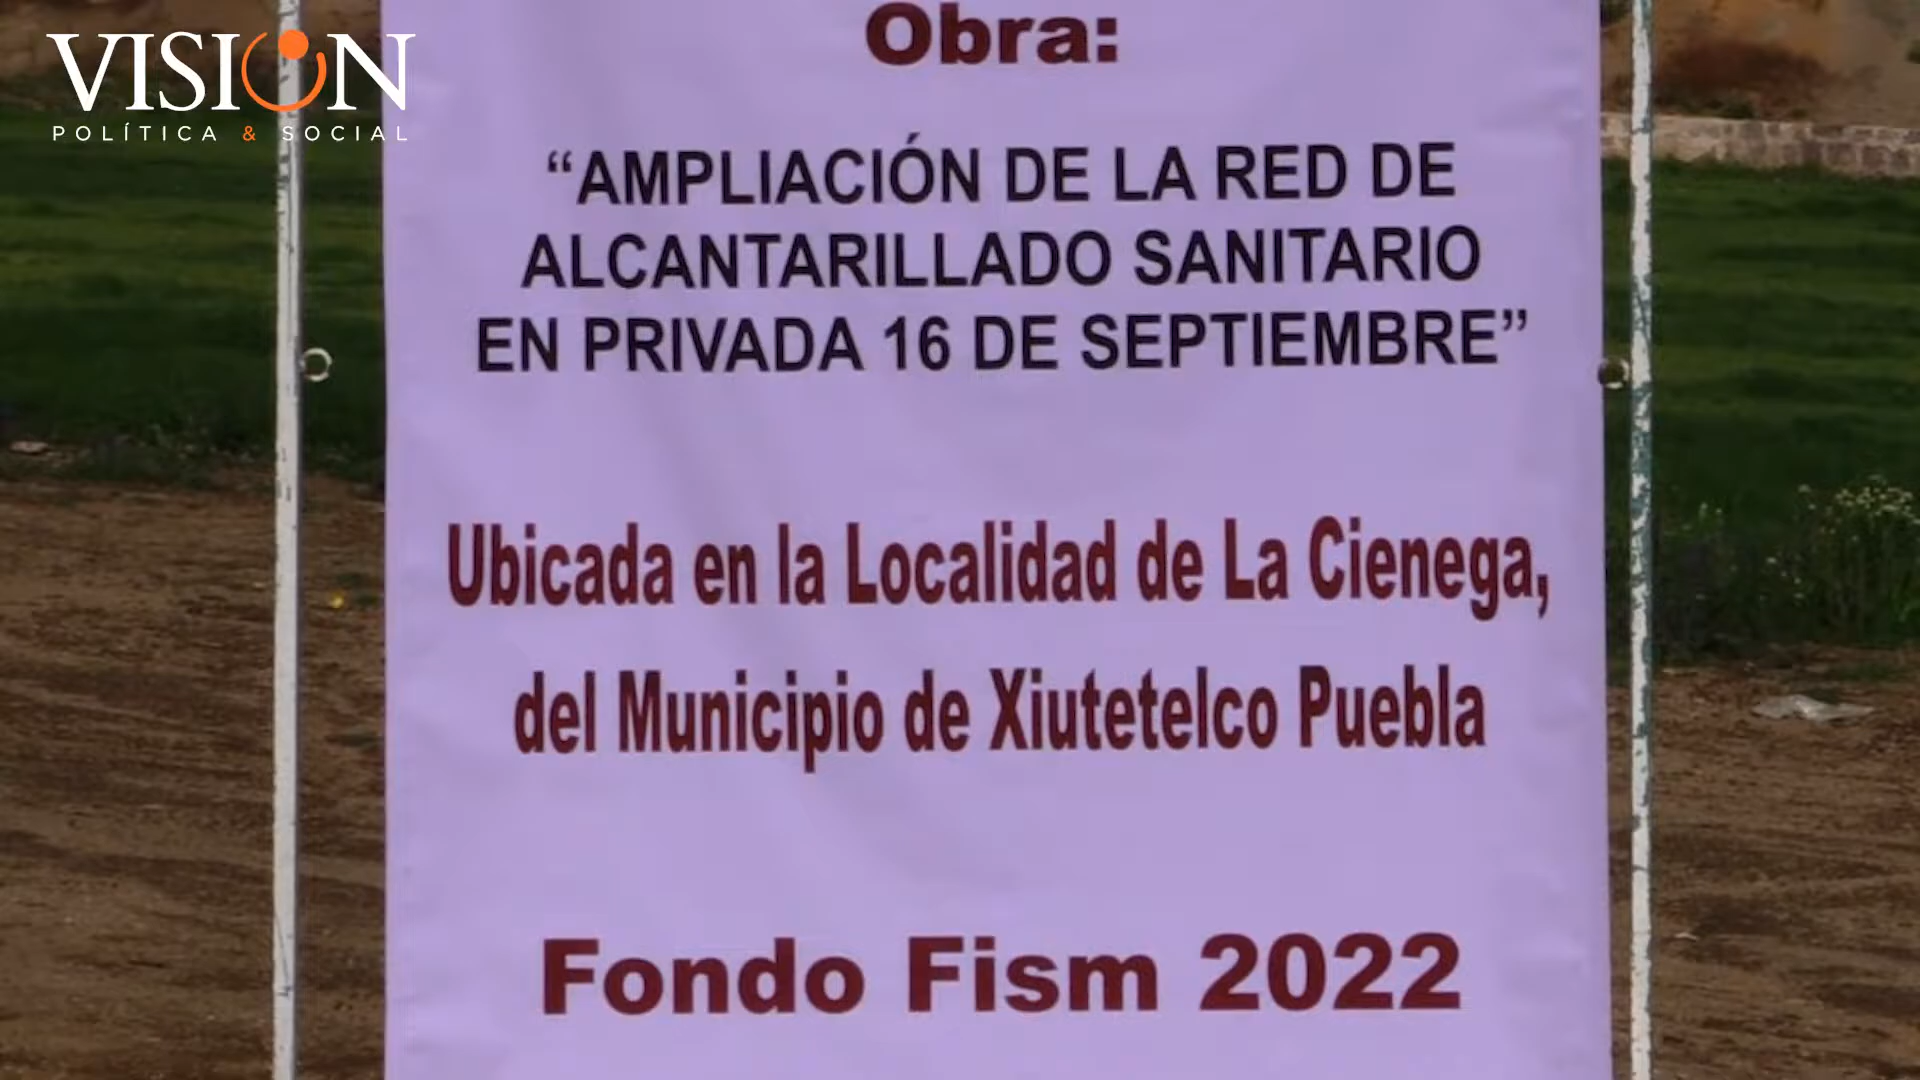 VISIÓN
POLÍTICA & SOCIAL
Obra:
“AMPLIACIÓN DE LA RED DE
ALCANTARILLADO SANITARIO
EN PRIVADA 16 DE SEPTIEMBRE”
Ubicada en la Localidad de La Cienega,
del Municipio de Xiutetelco Puebla
Fondo Fism 2022